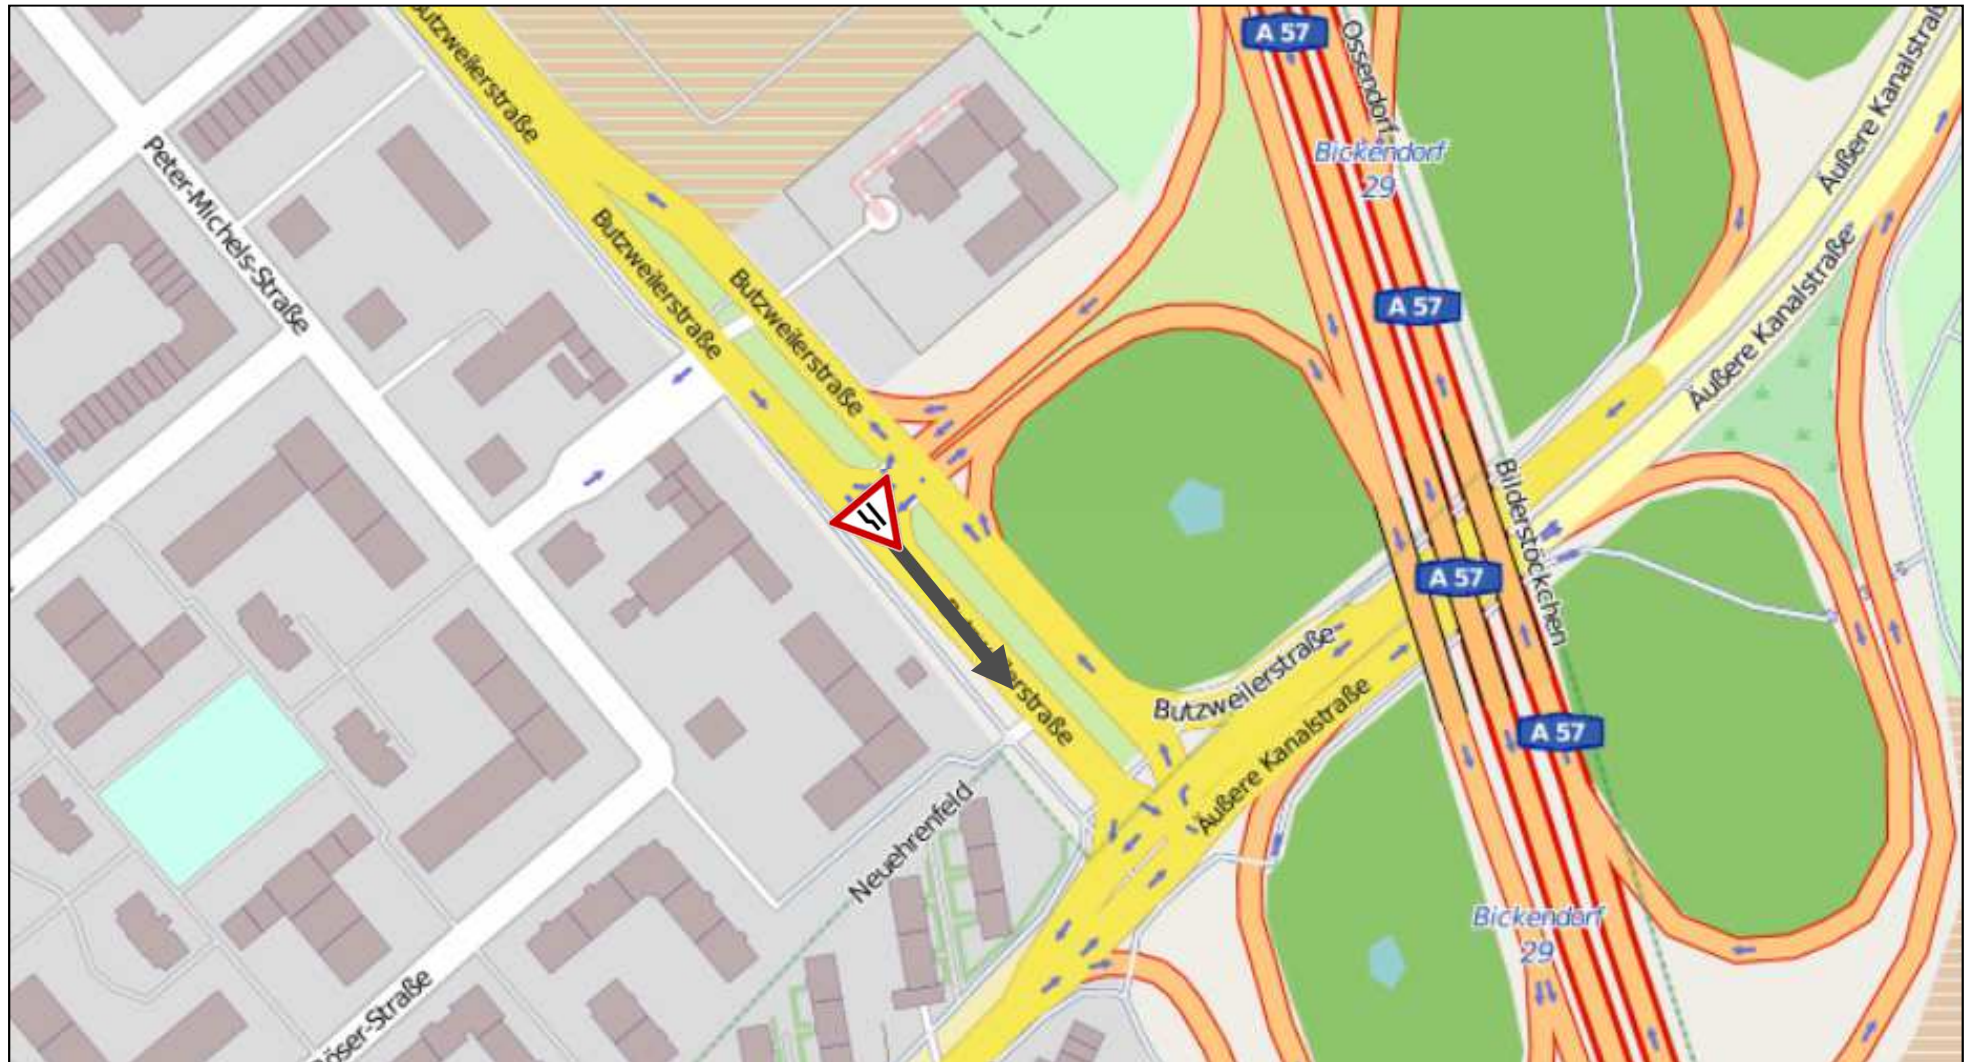 Butzweilerstraße
A 57
Ossendorf
Äußere Kanalstraße
Bickendorf
29
Peter-Michels-Straße
Butzweilerstraße
Butzweilerstraße
A 57
Äußere Kanalstraße
Bilderstöckchen
A 57
Butzweilerstraße
Äußere Kanalstraße
A 57
Neuehrenfeld
Bickendorf
29